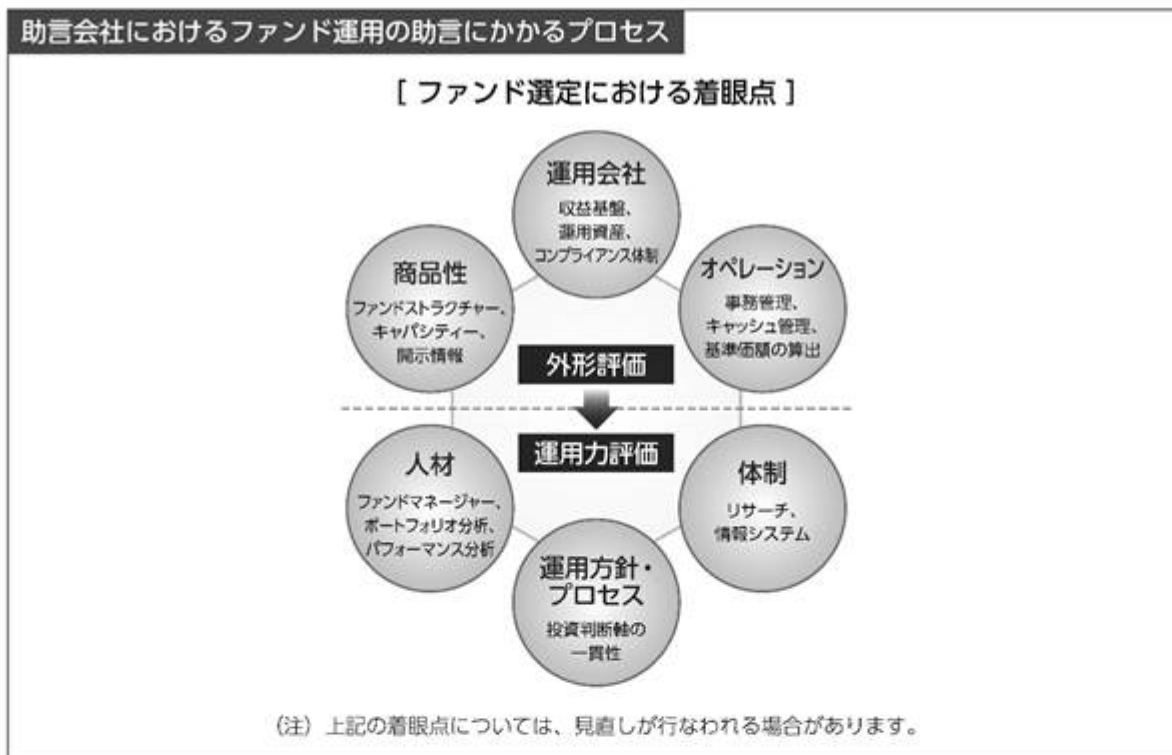 助言会社におけるファンド運用の助言にかかるプロセス
[ ファンド選定における着眼点 ]
運用会社
収益基盤、
運用資産、
コンプライアンス体制
商品性
ファンドストラクチャー、
キャパシティー、
開示情報
オペレーション
事務管理、
キャッシュ管理、
基準価額の算出
外形評価
運用力評価
人材
ファンドマネージャー、
ポートフォリオ分析、
パフォーマンス分析
体制
リサーチ、
情報システム
運用方針・
プロセス
投資判断軸の
一貫性
(注) 上記の着眼点については、見直しが行なわれる場合があります。